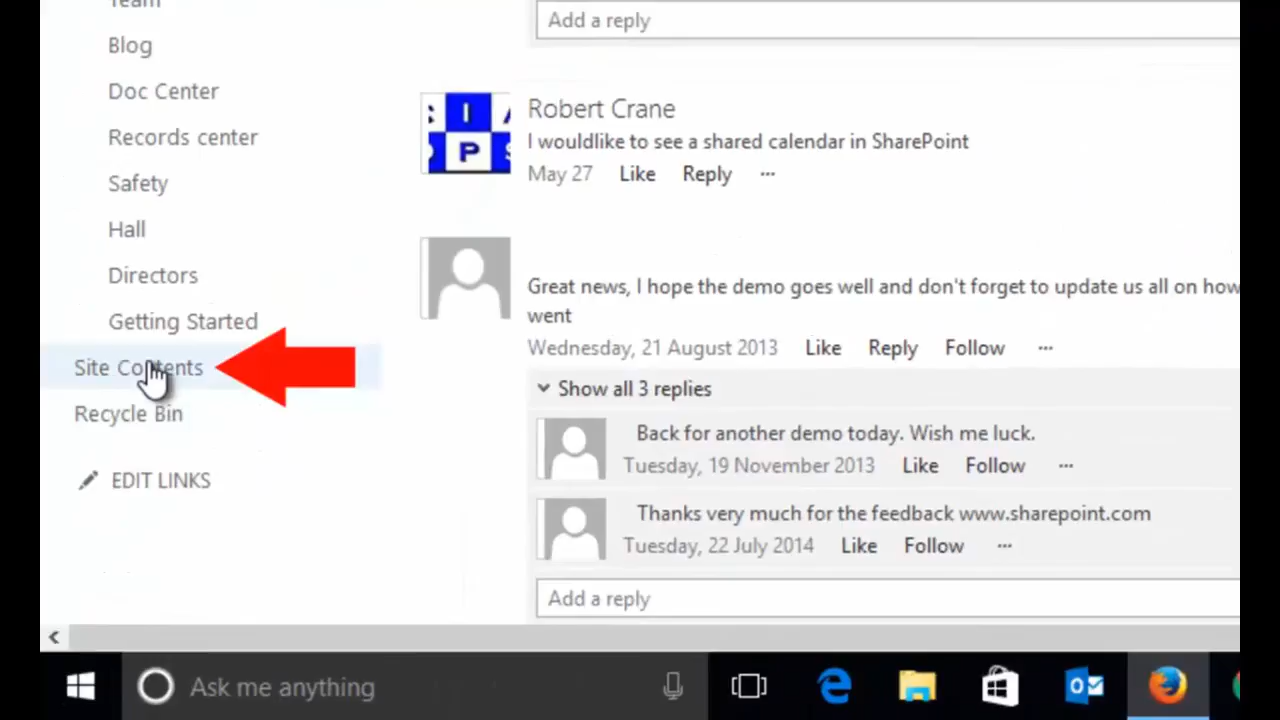 Team
Blog
Doc Center
Records center
Safety
Hall
Directors
Getting Started
Site Contents
Recycle Bin
EDIT LINKS
Add a reply
Robert Crane
I wouldlike to see a shared calendar in SharePoint
May 27 Like Reply ...
Great news, I hope the demo goes well and don't forget to update us all on how
went
Wednesday, 21 August 2013 Like Reply Follow ...
Show all 3 replies
Back for another demo today. Wish me luck.
Tuesday, 19 November 2013 Like Follow ...
Thanks very much for the feedback www.sharepoint.com
Tuesday, 22 July 2014 Like Follow ...
Add a reply
Ask me anything